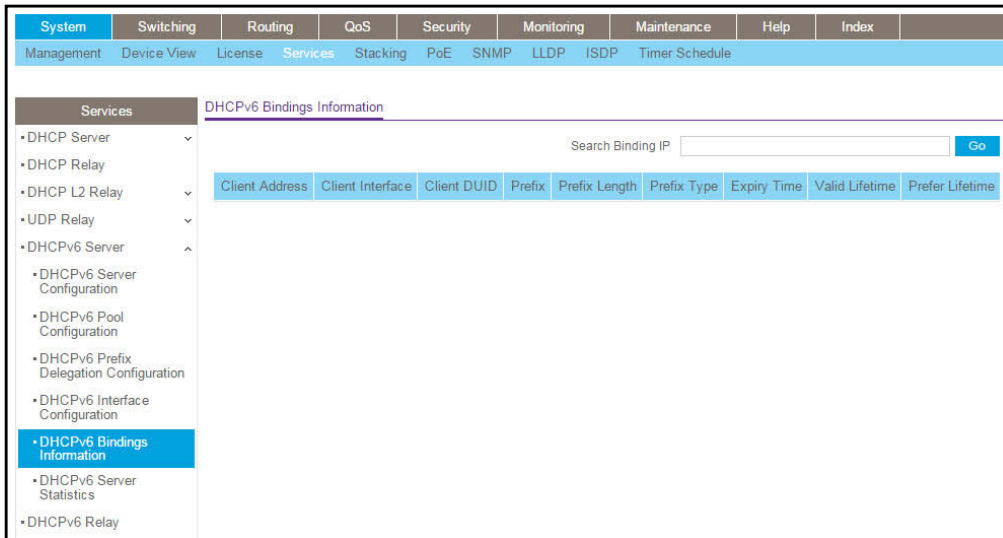 System Switching Routing QoS Security Monitoring Maintenance Help Index
Management Device View License Services Stacking PoE SNMP LLDP ISDP Timer Schedule
Services
DHCP Server
DHCP Relay
DHCP L2 Relay
UDP Relay
DHCPv6 Server
DHCPv6 Server
Configuration
DHCPv6 Pool
Configuration
DHCPv6 Prefix
Delegation Configuration
DHCPv6 Interface
Configuration
DHCPv6 Bindings
Information
DHCPv6 Server
Statistics
DHCPv6 Relay
DHCPv6 Bindings Information
Search Binding IP Go
Client Address Client Interface Client DUID Prefix Prefix Length Prefix Type Expiry Time Valid Lifetime Prefer Lifetime